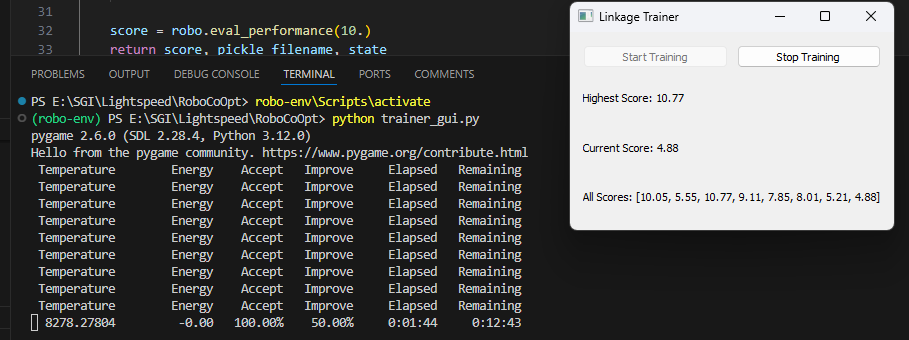 31
32 score = robo.eval_performance(10.)
33 return score, pickle_filename, state
PROBLEMS OUTPUT DEBUG CONSOLE TERMINAL PORTS COMMENTS
PS E:\SGI\Lightspeed\RoboCoOpt> robo-env\Scripts\activate
(robo-env) PS E:\SGI\Lightspeed\RoboCoOpt> python trainer_gui.py
pygame 2.6.0 (SDL 2.28.4, Python 3.12.0)
Hello from the pygame community. https://www.pygame.org/contribute.html
Temperature Energy Accept Improve Elapsed Remaining
Temperature Energy Accept Improve Elapsed Remaining
Temperature Energy Accept Improve Elapsed Remaining
Temperature Energy Accept Improve Elapsed Remaining
Temperature Energy Accept Improve Elapsed Remaining
Temperature Energy Accept Improve Elapsed Remaining
Temperature Energy Accept Improve Elapsed Remaining
Temperature Energy Accept Improve Elapsed Remaining
Temperature Energy Accept Improve Elapsed Remaining
8278.27804 -0.00 100.00% 50.00% 0:01:44 0:12:43
Linkage Trainer
Start Training Stop Training
Highest Score: 10.77
Current Score: 4.88
All Scores: [10.05, 5.55, 10.77, 9.11, 7.85, 8.01, 5.21, 4.88]